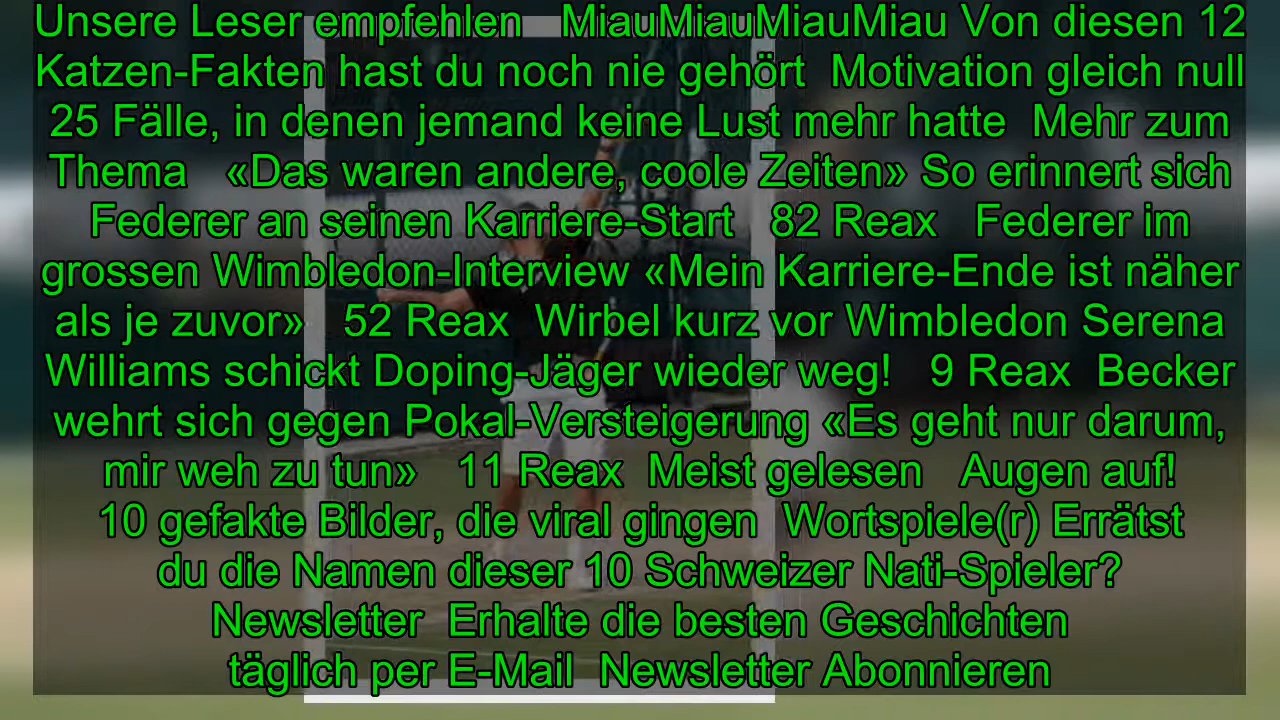 Unsere Leser empfehlen   MiauMiauMiauMiau Von diesen 12
Katzen-Fakten hast du noch nie gehört  Motivation gleich null
25 Fälle, in denen jemand keine Lust mehr hatte  Mehr zum
Thema   «Das waren andere, coole Zeiten» So erinnert sich
Federer an seinen Karriere-Start   82 Reax   Federer im
grossen Wimbledon-Interview «Mein Karriere-Ende ist näher
als je zuvor»   52 Reax  Wirbel kurz vor Wimbledon Serena
Williams schickt Doping-Jäger wieder weg!   9 Reax  Becker
wehrt sich gegen Pokal-Versteigerung «Es geht nur darum,
mir weh zu tun»   11 Reax  Meist gelesen   Augen auf!
10 gefakte Bilder, die viral gingen  Wortspiele(r) Errätst
du die Namen dieser 10 Schweizer Nati-Spieler?
Newsletter  Erhalte die besten Geschichten
täglich per E-Mail  Newsletter Abonnieren